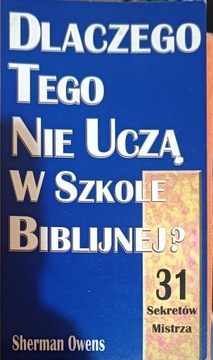 Dlaczego
Tego
Nie Uczą
w Szkole
Biblijnej?
31
Sekretów
Mistrza
Sherman Owens